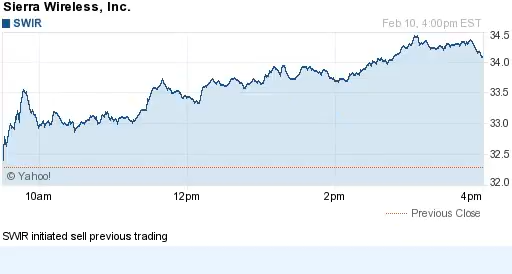 Sierra Wireless, Inc.
SWIR Feb 10, 4:00pm EST
34.5
34.0
33.5
33.0
32.5
32.0
© Yahoo!
10am 12pm 2pm 4pm
Previous Close
SWIR initiated sell previous trading